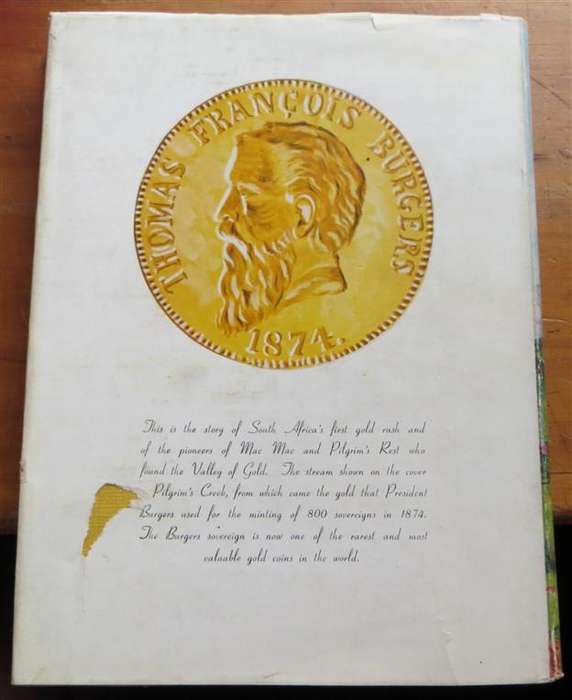 THOMAS FRANÇOIS BURGERS
1874.
This is the story of South Africa's first gold rush and
of the pioneers of Mac Mac and Pilgrim's Rest who
found the Valley of Gold. The stream shown on the cover
Pilgrim's Creek, from which came the gold that President
Burgers used for the minting of 800 sovereigns in 1874.
The Burgers sovereign is now one of the rarest and most
valuable gold coins in the world.